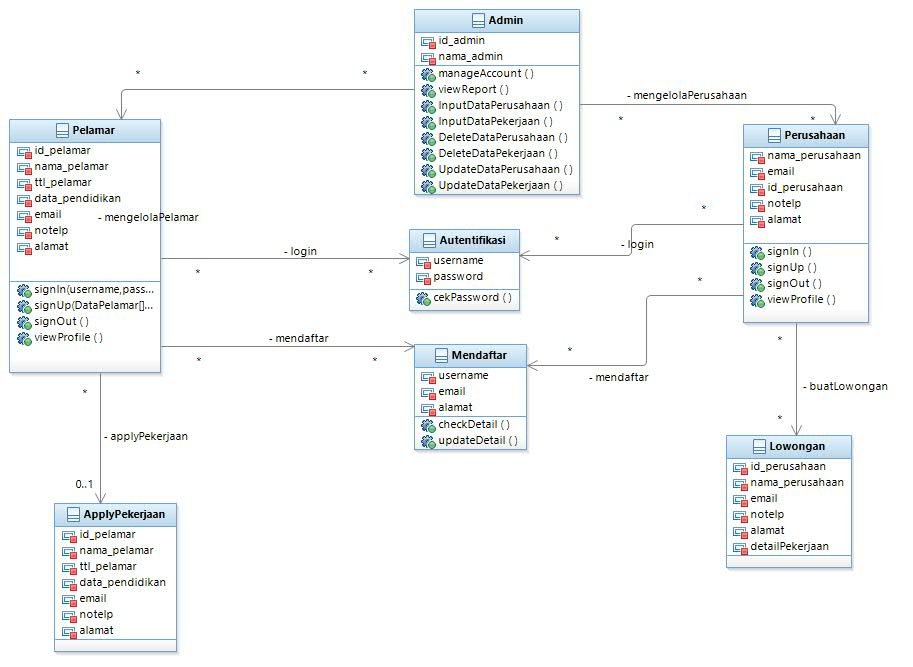 Admin
id_admin
nama_admin
manageAccount ( )
viewReport ( )
InputDataPerusahaan ( )
InputDataPekerjaan ( )
DeleteDataPerusahaan ( )
DeleteDataPekerjaan ( )
UpdateDataPerusahaan ( )
UpdateDataPekerjaan ( )
*
*
- mengelolaPerusahaan
*
*
Pelamar
id_pelamar
nama_pelamar
ttl_pelamar
data_pendidikan
email
notelp
alamat
signIn(username,pass...
signUp(DataPelamar[]...
signOut ( )
viewProfile ( )
- mengelolaPelamar
Perusahaan
nama_perusahaan
email
id_perusahaan
notelp
alamat
signIn ( )
signUp ( )
signOut ( )
viewProfile ( )
- login
*
*
Autentifikasi
username
password
cekPassword ( )
*
*
- login
- mendaftar
*
*
Mendaftar
username
email
alamat
checkDetail ( )
updateDetail ( )
*
*
- mendaftar
*
- buatLowongan
*
Lowongan
id_perusahaan
nama_perusahaan
email
notelp
alamat
detailPekerjaan
*
- applyPekerjaan
0..1
ApplyPekerjaan
id_pelamar
nama_pelamar
ttl_pelamar
data_pendidikan
email
notelp
alamat